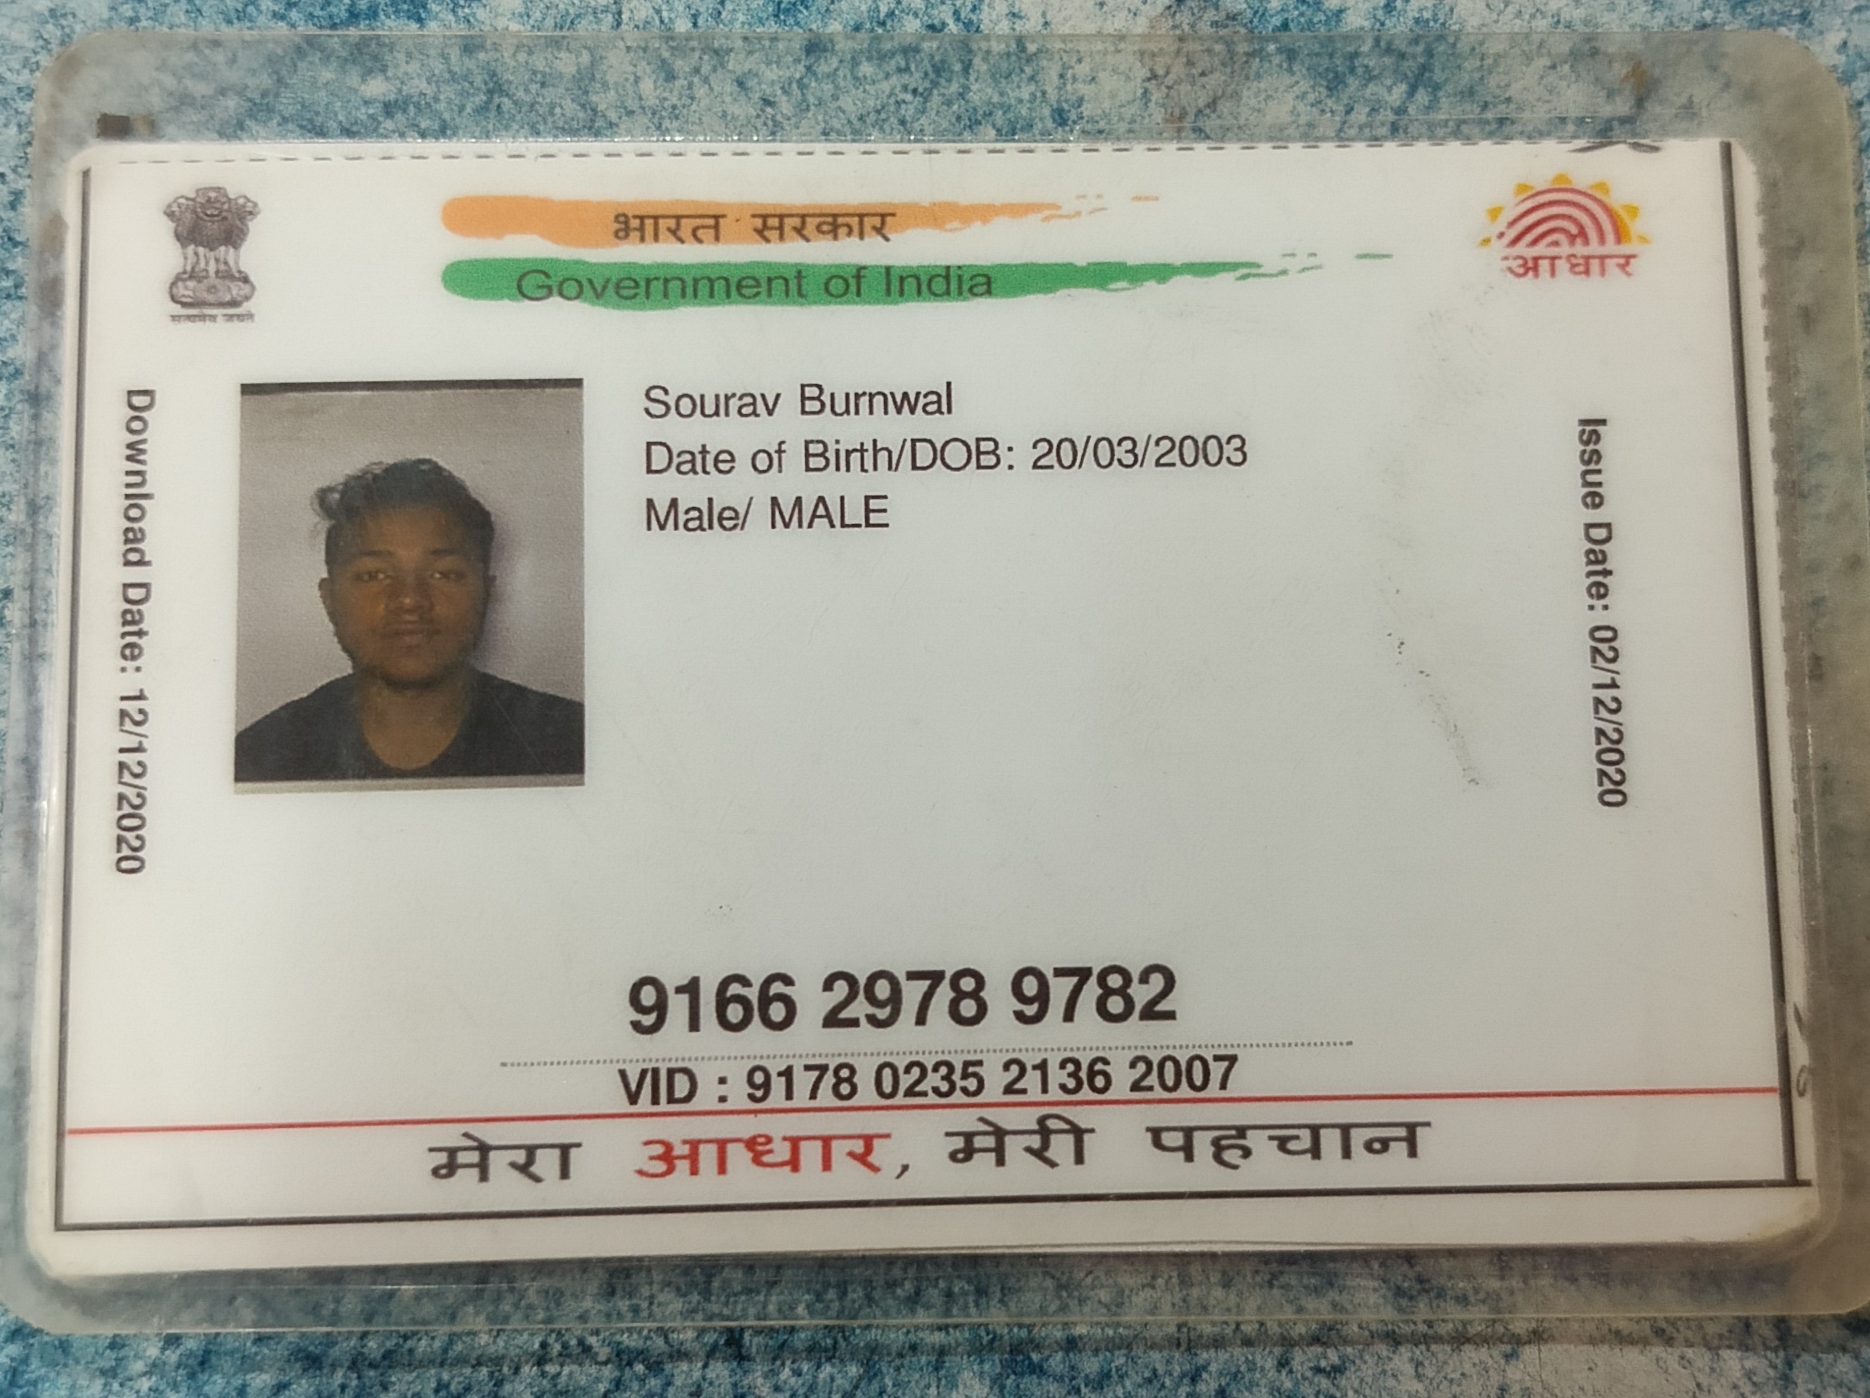 भारत सरकार
Government of India
सत्यमेव जयते
आधार
Download Date: 12/12/2020
Sourav Burnwal
Date of Birth/DOB: 20/03/2003
Male/ MALE
Issue Date: 02/12/2020
9166 2978 9782
VID : 9178 0235 2136 2007
मेरा आधार, मेरी पहचान